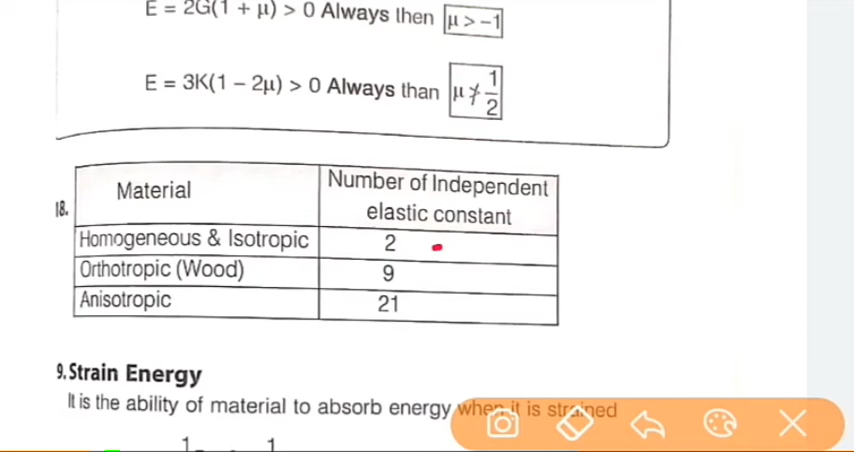 E = 2G(1 + μ) > 0 Always then μ > −1
E = 3K(1 − 2μ) > 0 Always than μ ≯ 1/2
18.
Material Number of Independent elastic constant
Homogeneous & Isotropic 2
Orthotropic (Wood) 9
Anisotropic 21
9. Strain Energy
It is the ability of material to absorb energy when it is strained
1 1